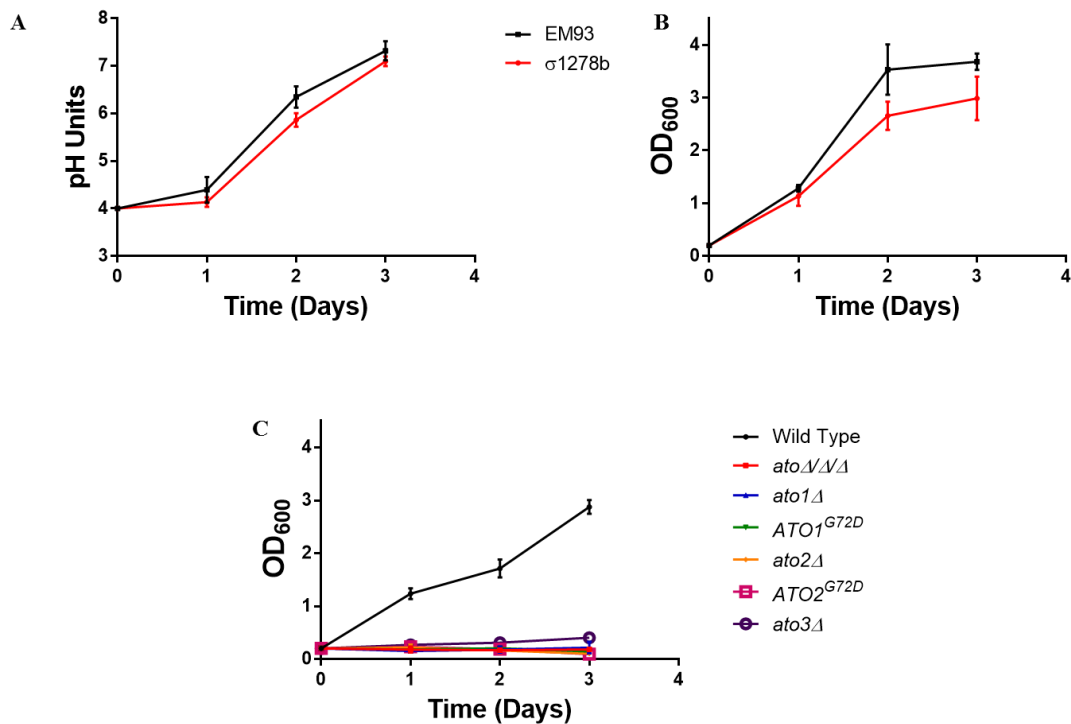 A
pH Units
8
7
6
5
4
3
0 1 2 3 4
Time (Days)
EM93
σ1278b
B
OD600
4
3
2
1
0
0 1 2 3 4
Time (Days)
C
OD600
4
3
2
1
0
0 1 2 3 4
Time (Days)
Wild Type
atoΔ/Δ/Δ
ato1Δ
ATO1G72D
ato2Δ
ATO2G72D
ato3Δ